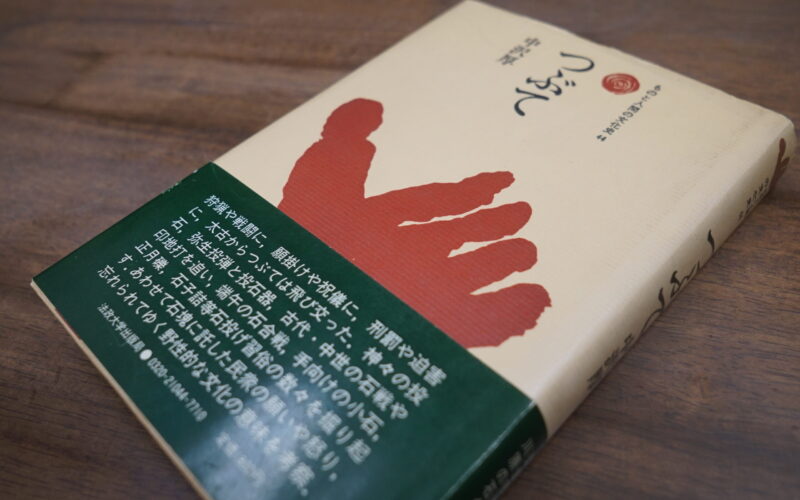 ものと人間の文化史 44
つぶて
中沢厚
狩猟や戦闘に、願掛けや祝儀に、刑罰や迫害
に、太古からつぶては飛び交った。神々の投
石、弥生投弾と投石器、古代・中世の石戦や
印地打を追い、端午の石合戦、手向けの小石、
正月礫、石子詰等石投げ習俗の数々を掘り起
す。あわせて石塊に託した民衆の願いや怒り、
忘れられてゆく野性的な文化の意味を考察。
法政大学出版局 ● 0320-21044-7710
つぶて